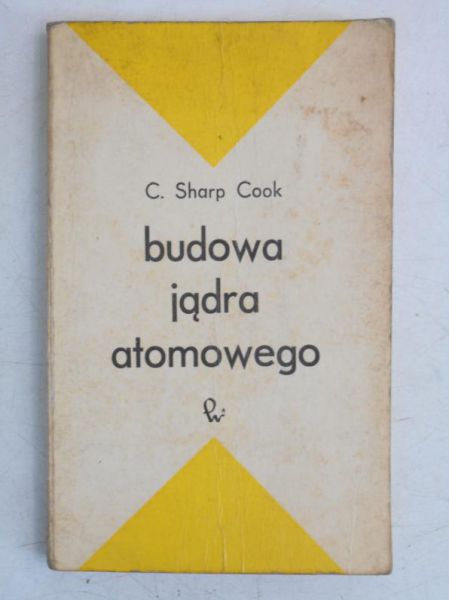 C. Sharp Cook
budowa
jądra
atomowego